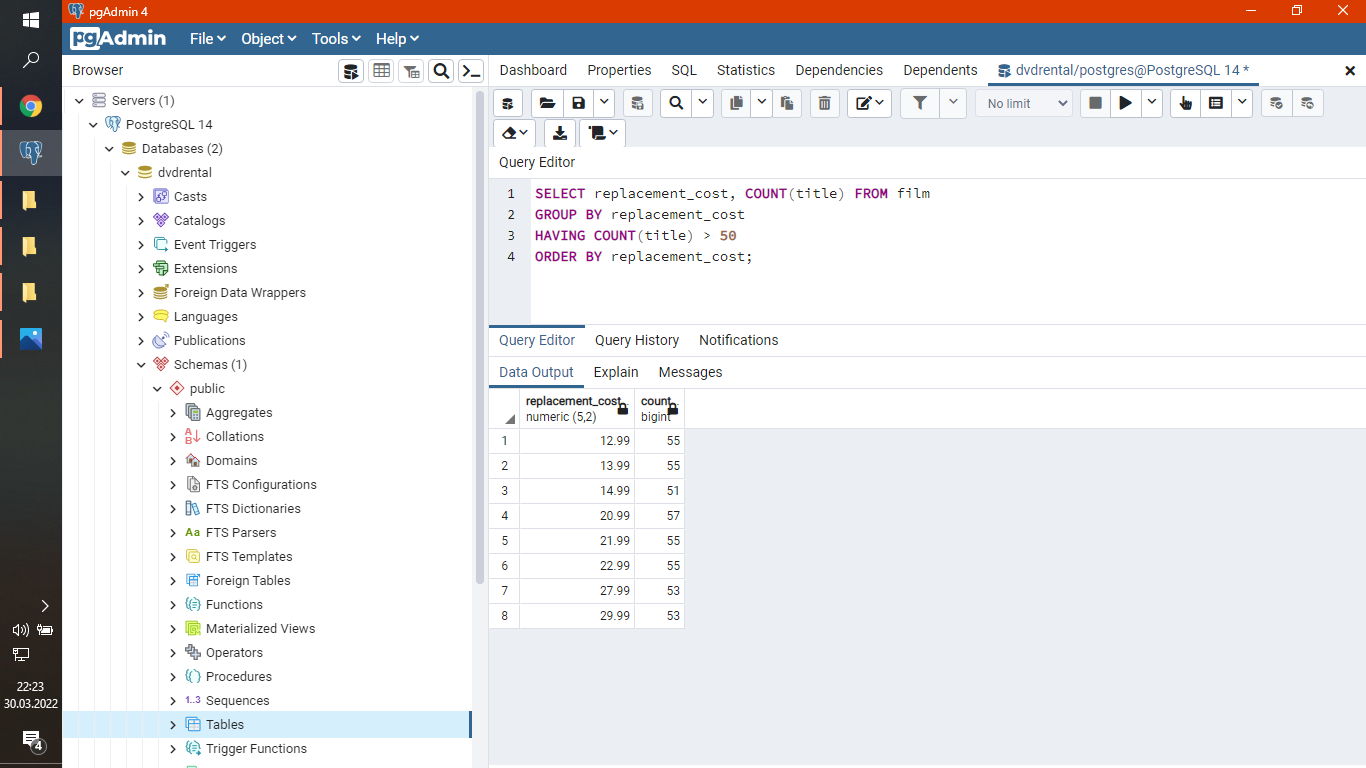 pgAdmin 4
pgAdmin File Object Tools Help
Browser
Dashboard Properties SQL Statistics Dependencies Dependents dvdrental/postgres@PostgreSQL 14 *
No limit
Servers (1)
PostgreSQL 14
Databases (2)
dvdrental
Casts
Catalogs
Event Triggers
Extensions
Foreign Data Wrappers
Languages
Publications
Schemas (1)
public
Aggregates
Collations
Domains
FTS Configurations
FTS Dictionaries
Aa FTS Parsers
FTS Templates
Foreign Tables
Functions
Materialized Views
Operators
Procedures
1..3 Sequences
Tables
Trigger Functions
Query Editor
1 SELECT replacement_cost, COUNT(title) FROM film
2 GROUP BY replacement_cost
3 HAVING COUNT(title) > 50
4 ORDER BY replacement_cost;
Query Editor Query History Notifications
Data Output Explain Messages
replacement_cost count
numeric (5,2) bigint
1 12.99 55
2 13.99 55
3 14.99 51
4 20.99 57
5 21.99 55
6 22.99 55
7 27.99 53
8 29.99 53
22:23
30.03.2022
4